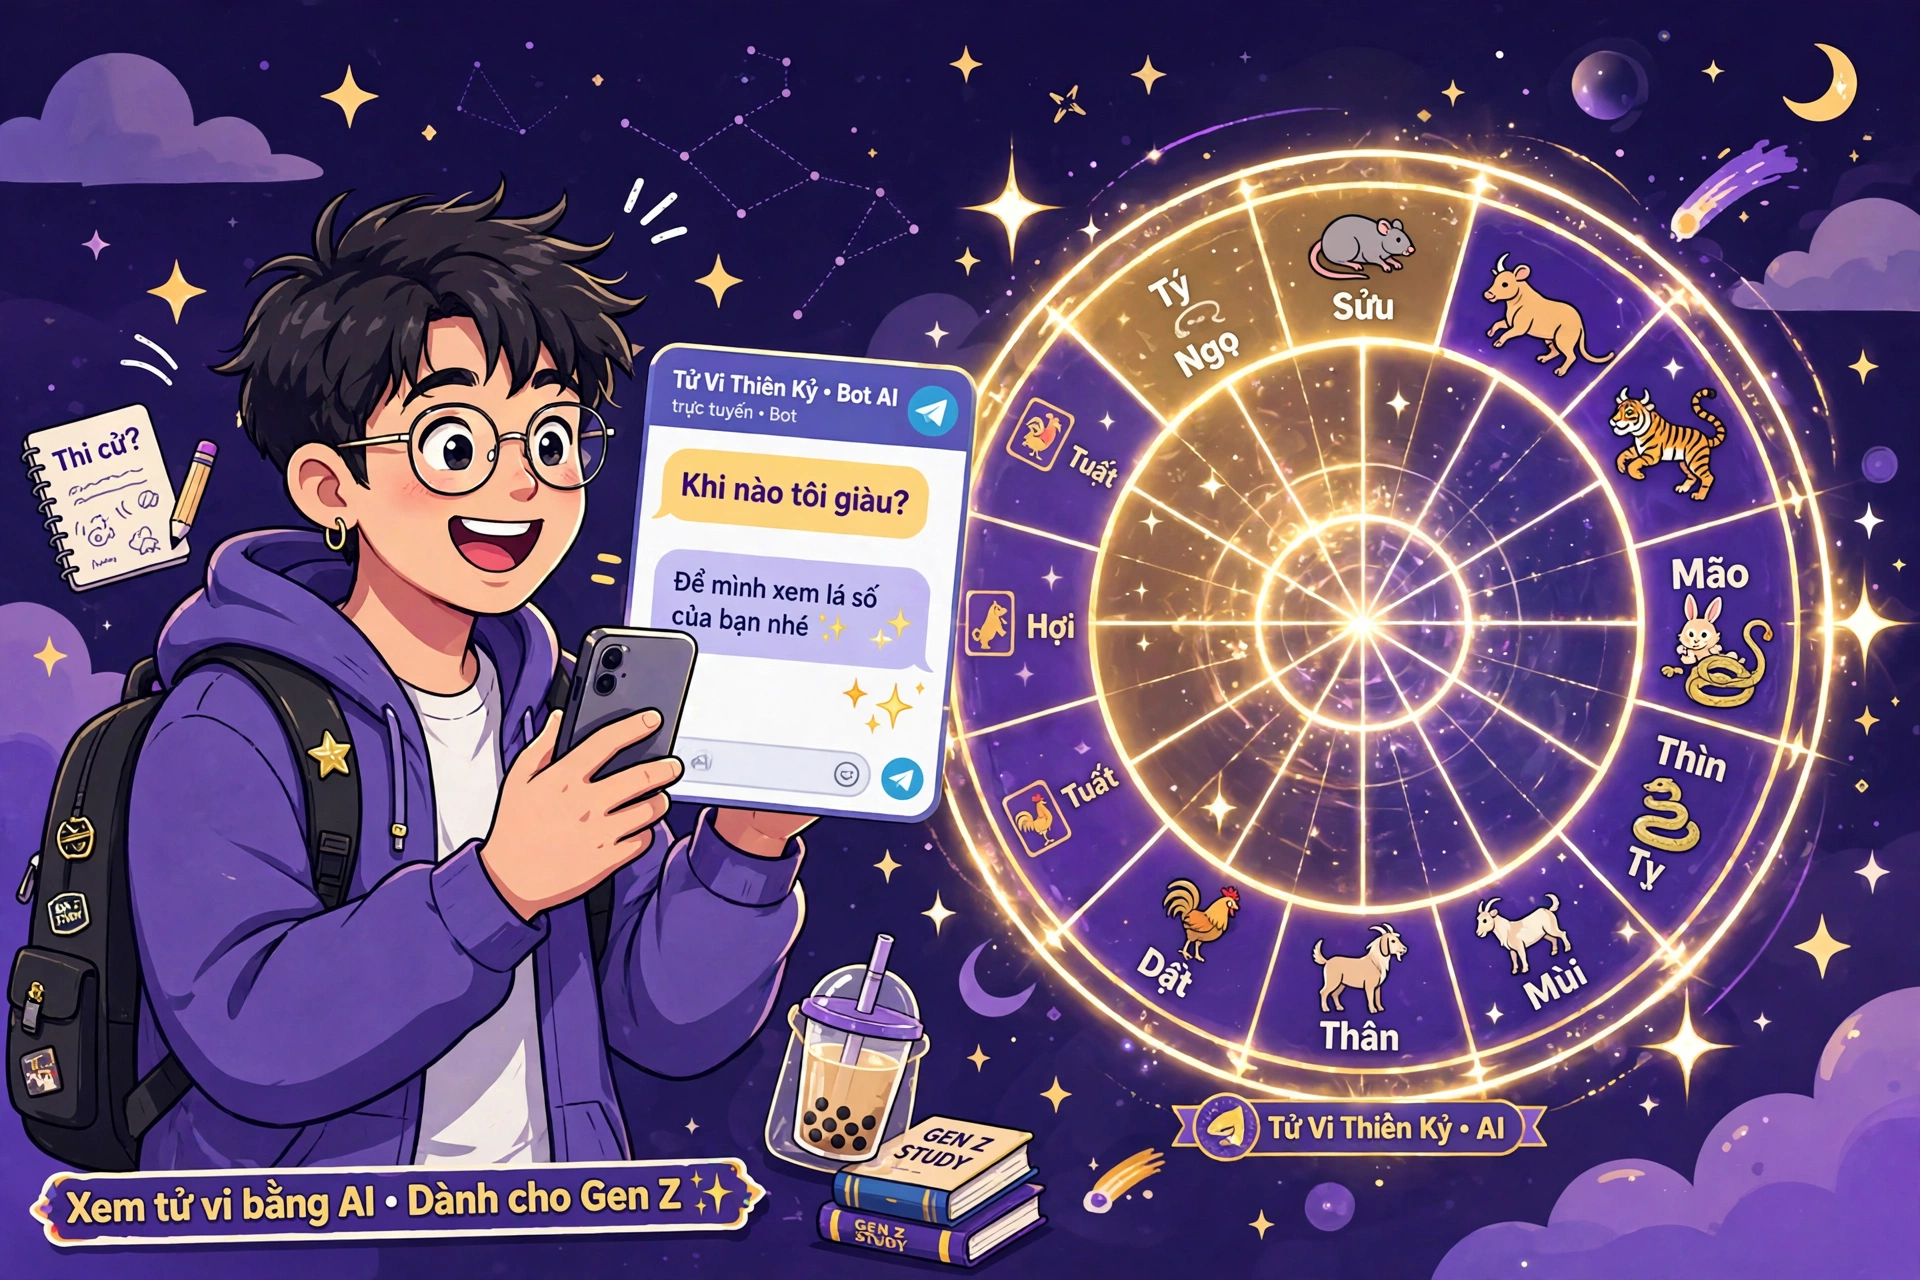 Thi cử?
Tử Vi Thiên Kỷ • Bot AI
trực tuyến • Bot
Khi nào tôi giàu?
Để mình xem lá số
của bạn nhé
Tý
Ngọ
Sửu
Tuất
Mão
Hợi
Thìn
Tỵ
Tuất
Dật
Thân
Mùi
Tử Vi Thiên Kỷ • AI
GEN Z
STUDY
GEN Z
STUDY
Xem tử vi bằng AI • Dành cho Gen Z